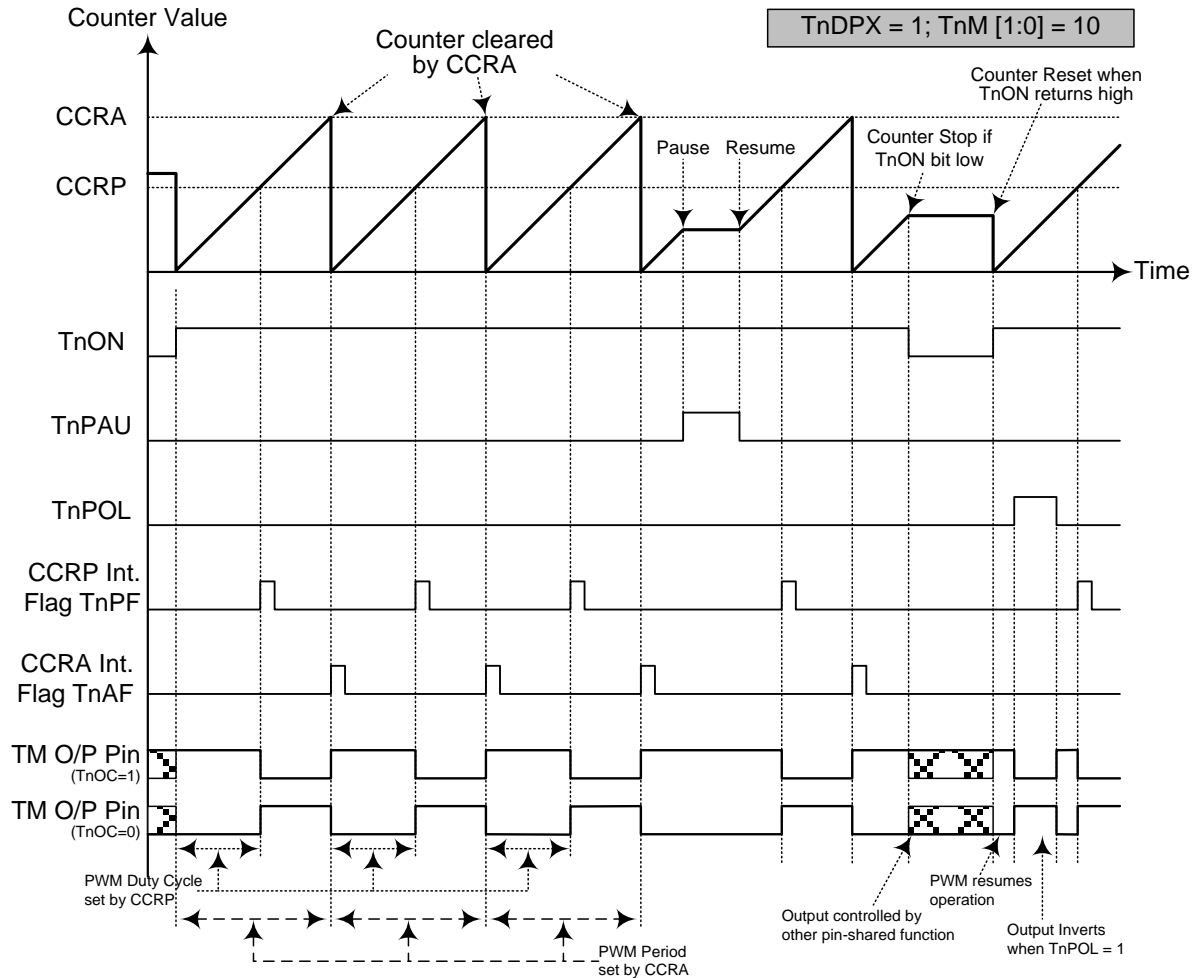 Counter Value
TnDPX = 1; TnM [1:0] = 10
Counter cleared
by CCRA
Counter Reset when
TnON returns high
CCRA
Pause
Resume
Counter Stop if
TnON bit low
CCRP
Time
TnON
TnPAU
TnPOL
CCRP Int.
Flag TnPF
CCRA Int.
Flag TnAF
TM O/P Pin
(TnOC=1)
TM O/P Pin
(TnOC=0)
PWM Duty Cycle
set by CCRP
PWM Period
set by CCRA
Output controlled by
other pin-shared function
PWM resumes
operation
Output Inverts
when TnPOL = 1